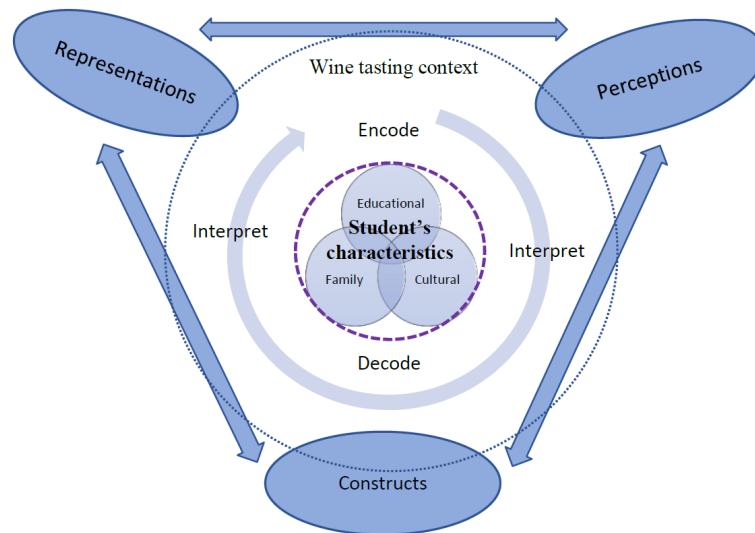 Representations
Perceptions
Wine tasting context
Encode
Educational
Student's
characteristics
Interpret
Interpret
Family
Cultural
Decode
Constructs